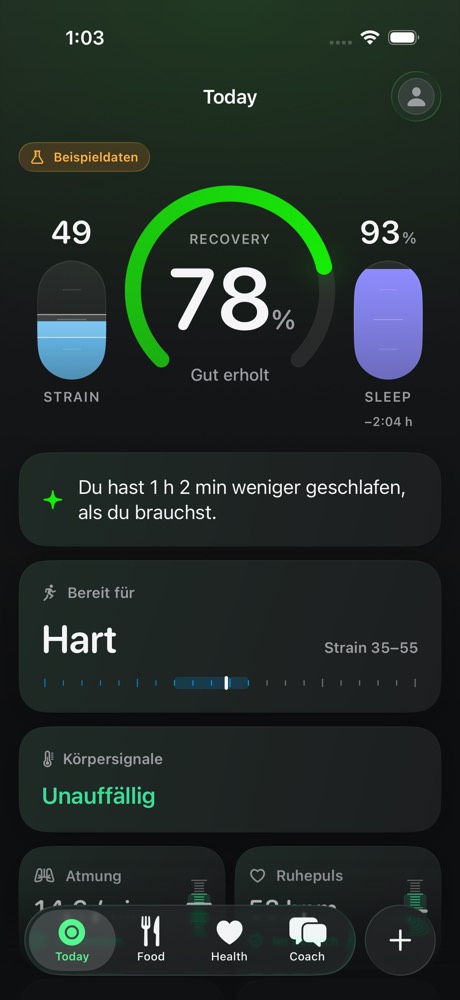 1:03
Today
Beispieldaten
49
STRAIN
RECOVERY
78%
Gut erholt
93%
SLEEP
−2:04 h
Du hast 1 h 2 min weniger geschlafen,
als du brauchst.
Bereit für
Hart
Strain 35–55
Körpersignale
Unauffällig
Atmung
Ruhepuls
Today
Food
Health
Coach